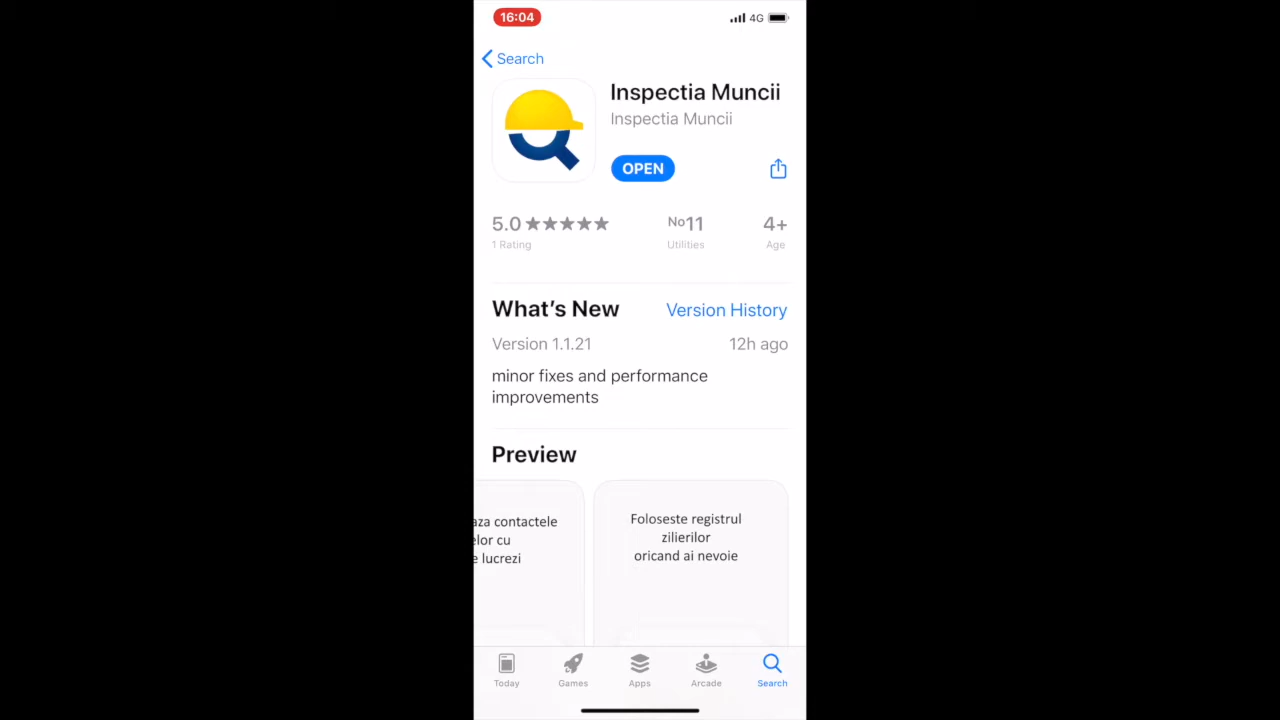 16:04
4G
Search
Inspectia Muncii
Inspectia Muncii
OPEN
5.0
1 Rating
No11
Utilities
4+
Age
What's New
Version History
Version 1.1.21
12h ago
minor fixes and performance
improvements
Preview
aza contactele
elor cu
e lucrezi
Foloseste registrul
zilierilor
oricand ai nevoie
Today
Games
Apps
Arcade
Search